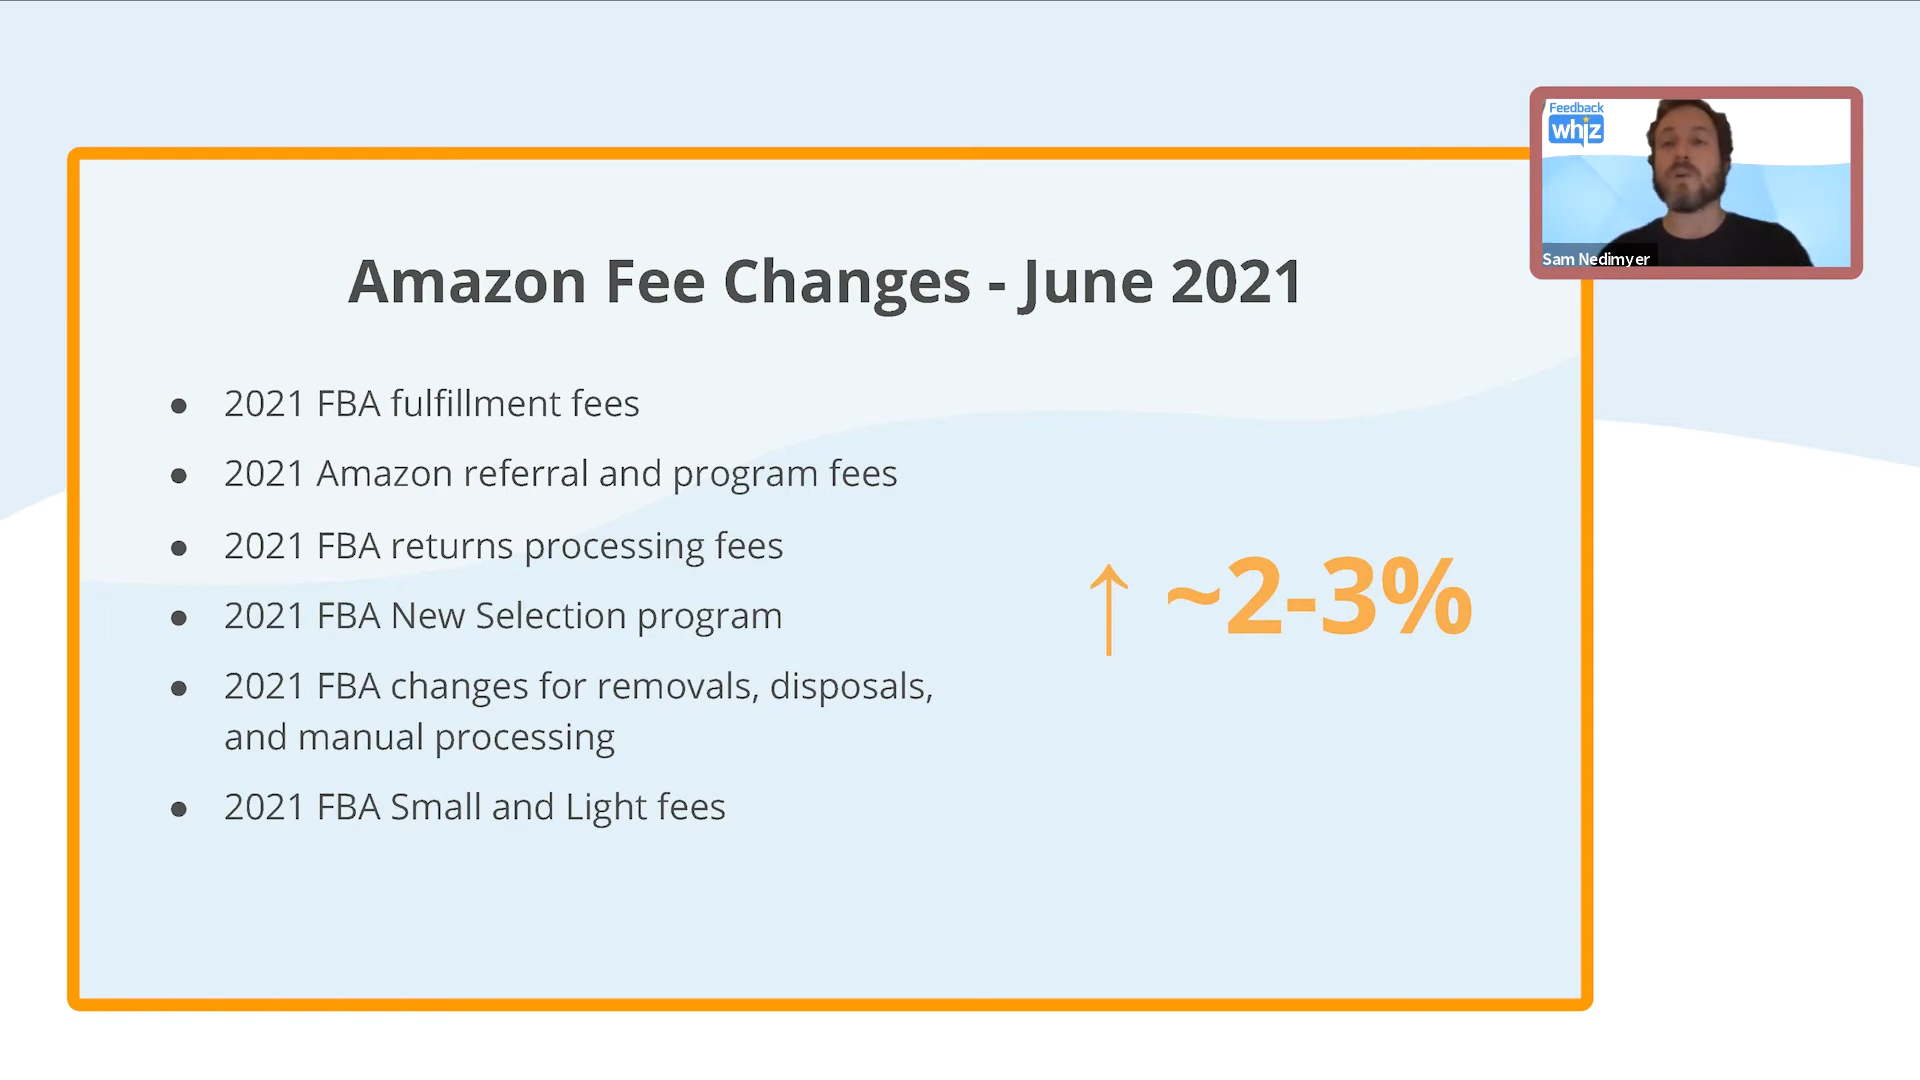 Feedback
whiz
Sam Nedimyer
Amazon Fee Changes - June 2021
● 2021 FBA fulfillment fees
● 2021 Amazon referral and program fees
● 2021 FBA returns processing fees
● 2021 FBA New Selection program
● 2021 FBA changes for removals, disposals,
and manual processing
● 2021 FBA Small and Light fees
↑ ~2-3%